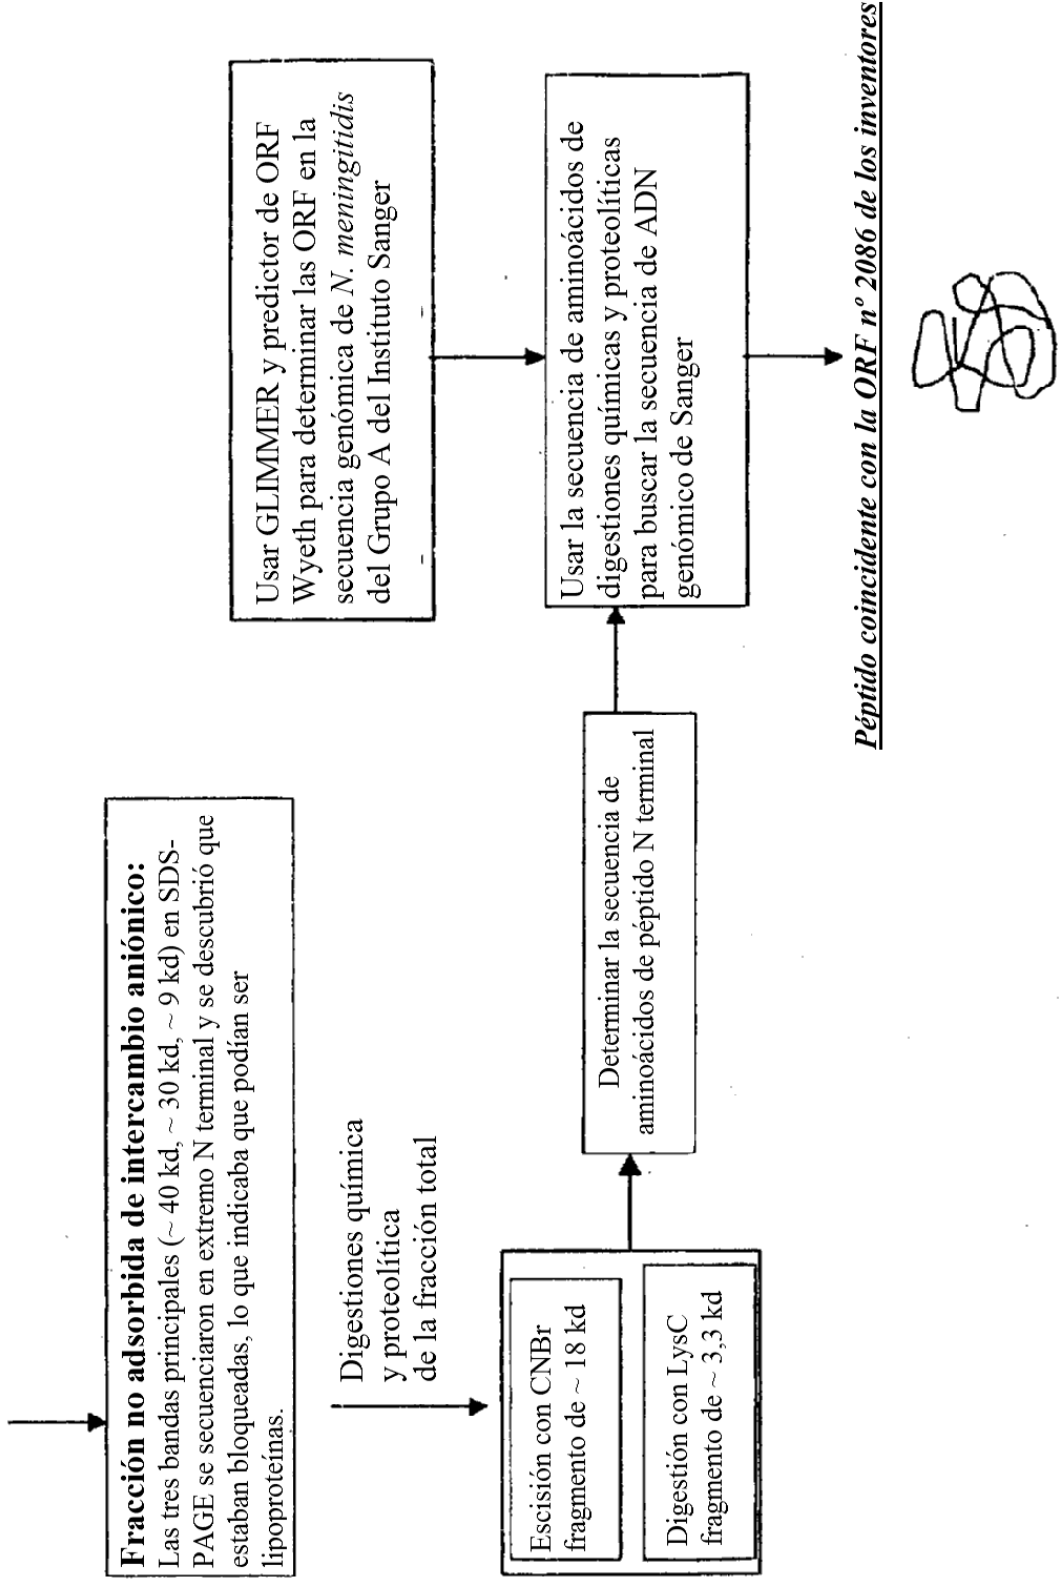 Fracción no adsorbida de intercambio aniónico:
Las tres bandas principales (~ 40 kd, ~ 30 kd, ~ 9 kd) en SDS-
PAGE se secuenciaron en extremo N terminal y se descubrió que
estaban bloqueadas, lo que indicaba que podían ser
lipoproteínas.
Digestiones química
y proteolítica
de la fracción total
Escisión con CNBr
fragmento de ~ 18 kd
Digestión con LysC
fragmento de ~ 3,3 kd
Determinar la secuencia de
aminoácidos de péptido N terminal
Usar GLIMMER y predictor de ORF
Wyeth para determinar las ORF en la
secuencia genómica de N. meningitidis
del Grupo A del Instituto Sanger
Usar la secuencia de aminoácidos de
digestiones químicas y proteolíticas
para buscar la secuencia de ADN
genómico de Sanger
Péptido coincidente con la ORF nº 2086 de los inventores